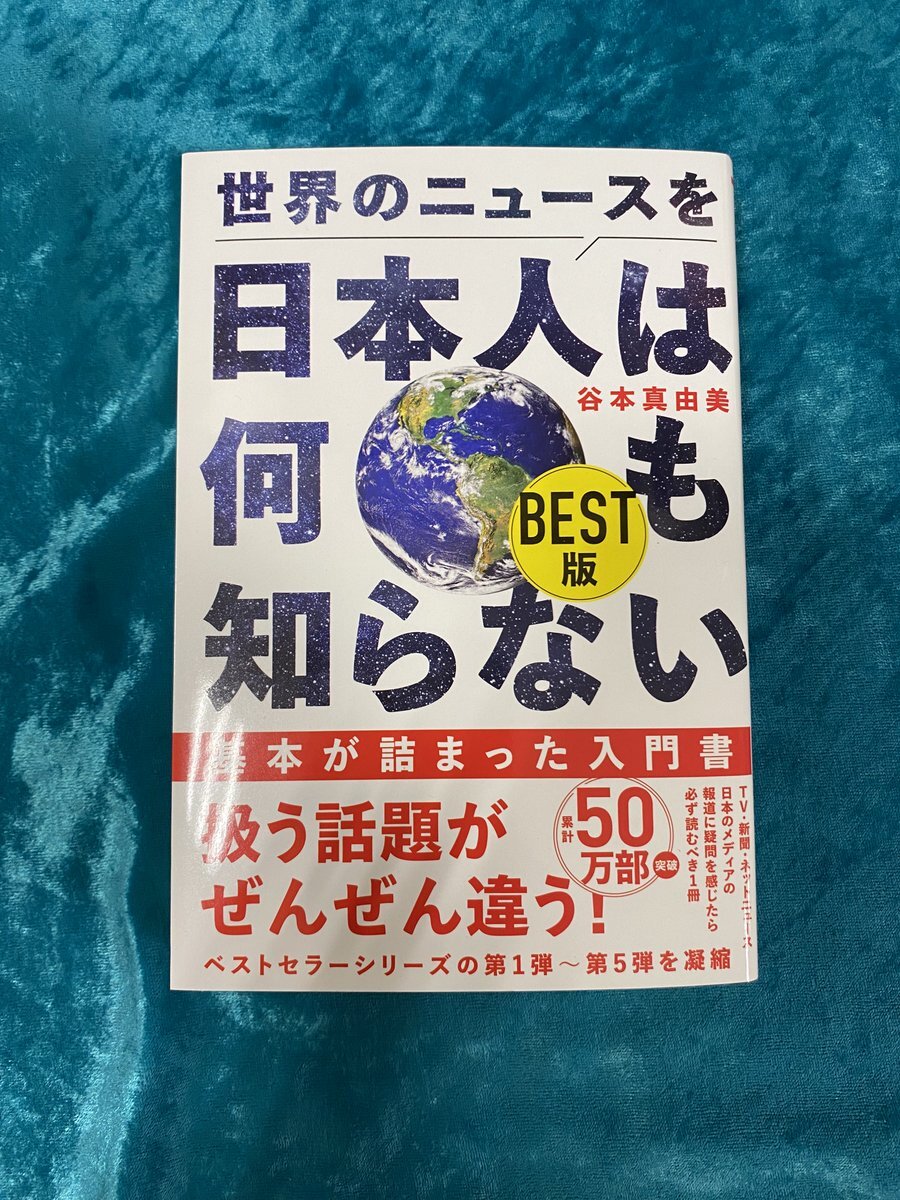 世界のニュースを
日本人は
谷本真由美
何も
BEST
版
知らない
基本が詰まった入門書
扱う話題が
ぜんぜん違う!
累計
50
万部
突破
TV・新聞・ネットニュース
日本のメディアの
報道に疑問を感じたら
必ず読むべき1冊
ベストセラーシリーズの第1弾～第5弾を凝縮